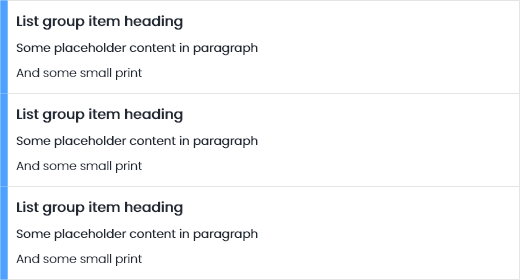 List group item heading
Some placeholder content in paragraph
And some small print
List group item heading
Some placeholder content in paragraph
And some small print
List group item heading
Some placeholder content in paragraph
And some small print